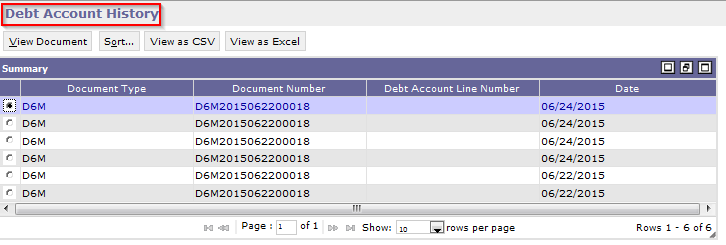 Debt Account History
View Document Sort... View as CSV View as Excel
Summary
Document Type Document Number Debt Account Line Number Date
D6M D6M2015062200018 06/24/2015
D6M D6M2015062200018 06/24/2015
D6M D6M2015062200018 06/24/2015
D6M D6M2015062200018 06/24/2015
D6M D6M2015062200018 06/22/2015
D6M D6M2015062200018 06/22/2015
Page : 1 of 1 Show: 10 rows per page Rows 1 - 6 of 6